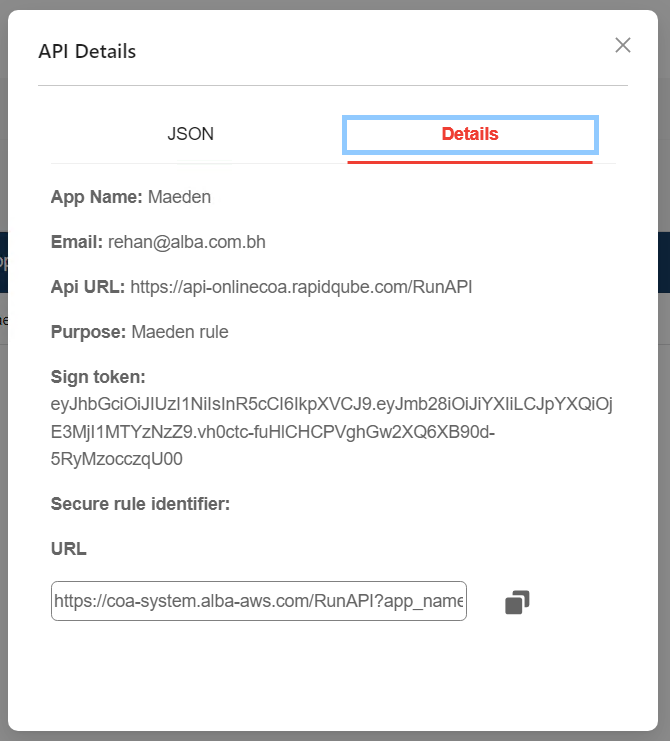 API Details
JSON
Details
App Name: Maeden
Email: rehan@alba.com.bh
Api URL: https://api-onlinecoa.rapidqube.com/RunAPI
Purpose: Maeden rule
Sign token:
eyJhbGciOiJIUzI1NiIsInR5cCI6IkpXVCJ9.eyJmb28iOiJiYXIiLCJpYXQiOj
E3MjI1MTYzNzZ9.vh0ctc-fuHlCHCPVghGw2XQ6XB90d-
5RyMzocczqU00
Secure rule identifier:
URL
https://coa-system.alba-aws.com/RunAPI?app_name